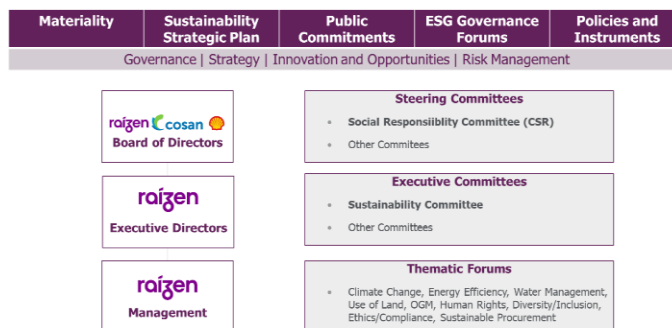 Materiality
Sustainability
Strategic Plan
Public
Commitments
ESG Governance
Forums
Policies and
Instruments
Governance | Strategy | Innovation and Opportunities | Risk Management
raízen cosan
Board of Directors
Steering Committees
• Social Responsiiblity Committee (CSR)
• Other Commitees
raízen
Executive Directors
Executive Committees
• Sustainability Committee
• Other Committees
raízen
Management
Thematic Forums
• Climate Change, Energy Efficiency, Water Management,
Use of Land, OGM, Human Rights, Diversity/Inclusion,
Ethics/Compliance, Sustainable Procurement